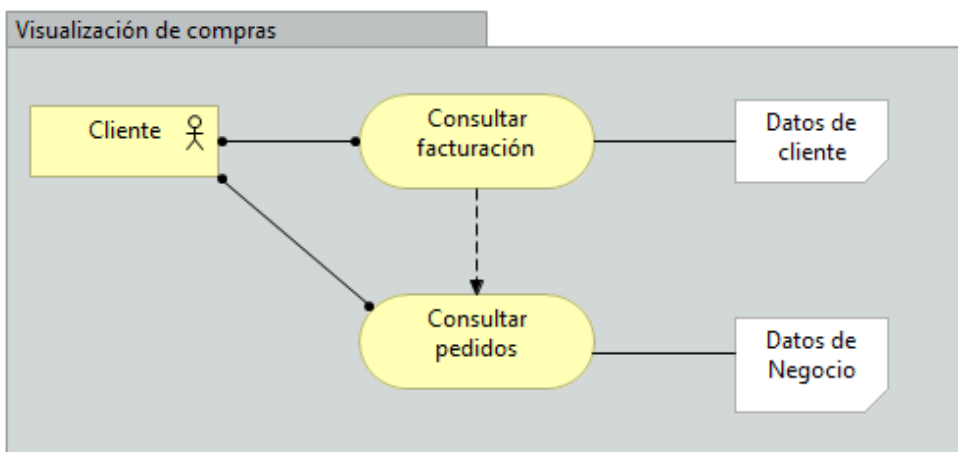 Visualización de compras
Cliente
Consultar
facturación
Datos de
cliente
Consultar
pedidos
Datos de
Negocio